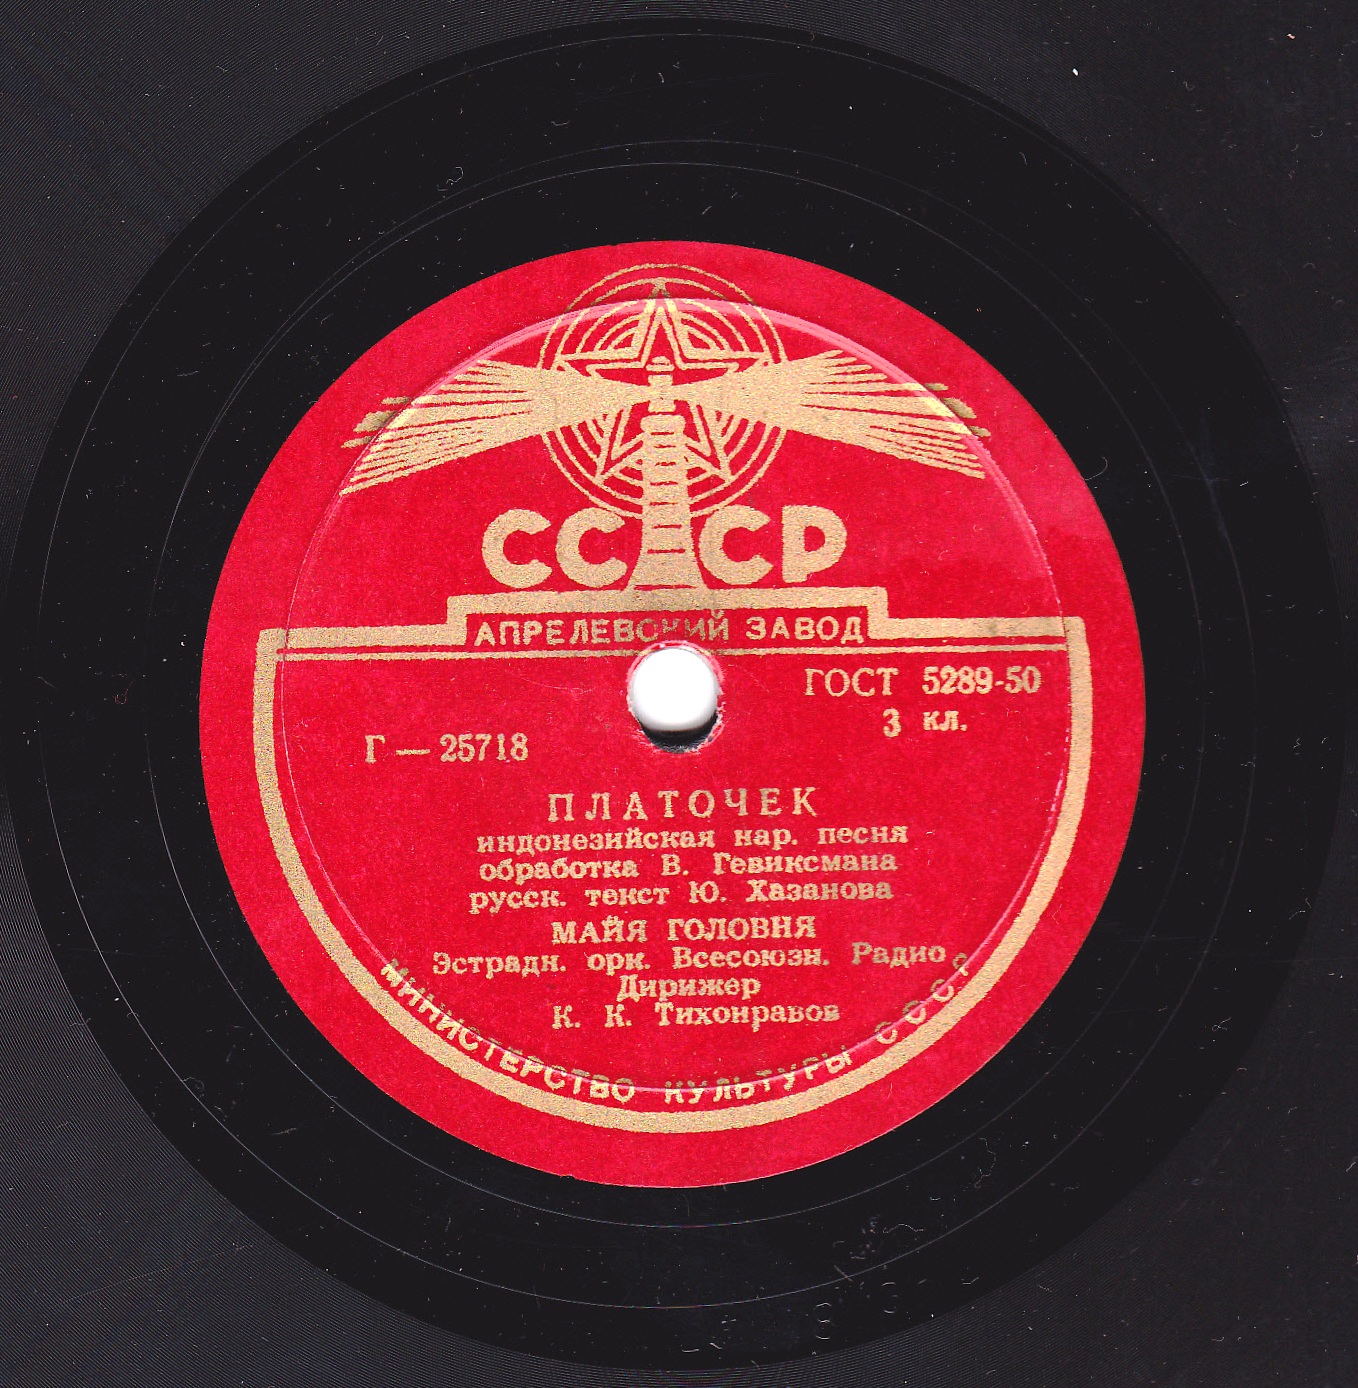 СССР
АПРЕЛЕВСКИЙ ЗАВОД
ГОСТ 5289-50
3 кл.
Г — 25718
ПЛАТОЧЕК
индонезийская нар. песня
обработка В. Гевиксмана
русск. текст Ю. Хазанова
МАЙЯ ГОЛОВНЯ
Эстрадн. орк. Всесоюзн. Радио
Дирижер
К. К. Тихонравов
МИНИСТЕРСТВО КУЛЬТУРЫ СССР